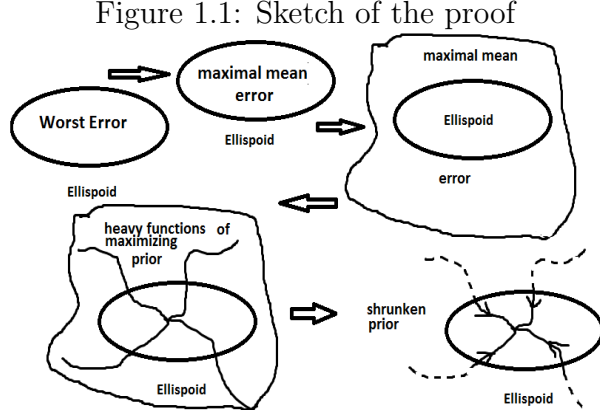 Figure 1.1: Sketch of the proof
Worst Error
Ellispoid
maximal mean
error
Ellispoid
maximal mean
Ellispoid
error
heavy functions of
maximizing
prior
Ellispoid
shrunken
prior
Ellispoid